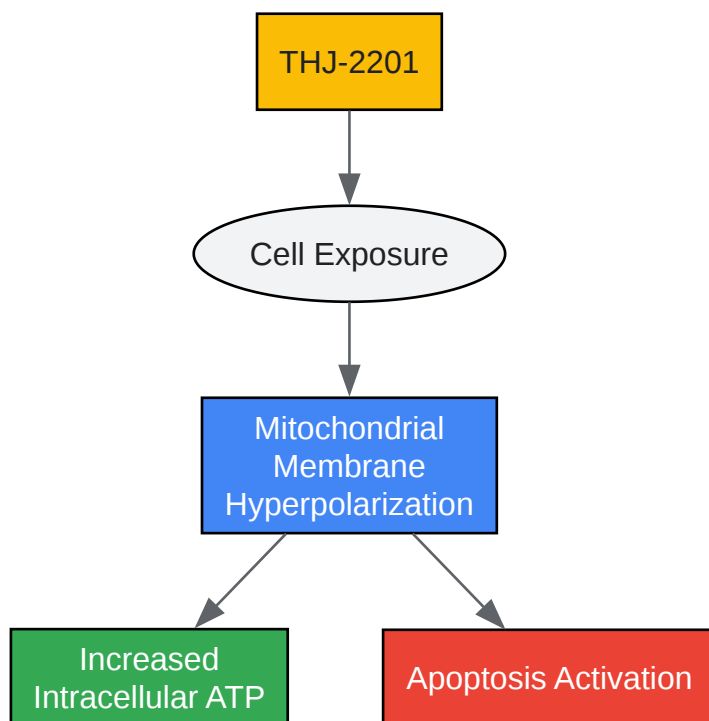 THJ-2201
Cell Exposure
Mitochondrial
Membrane
Hyperpolarization
Increased
Intracellular ATP
Apoptosis Activation